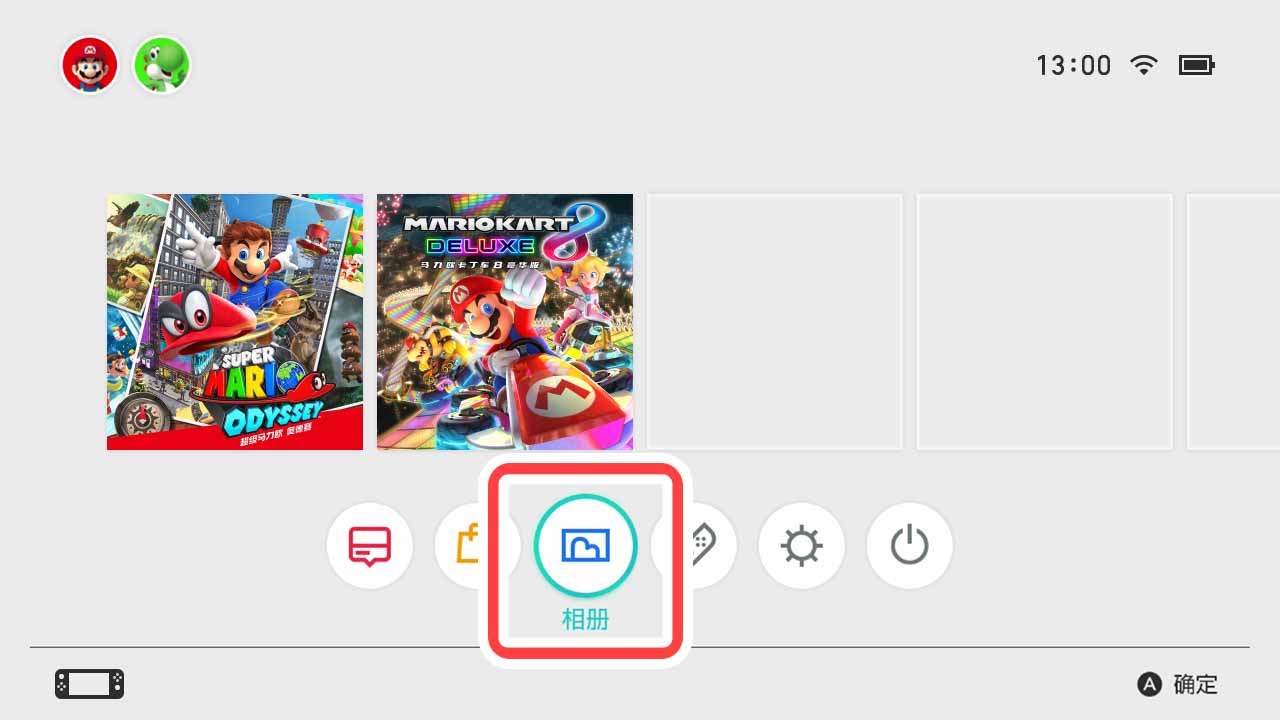 13:00
SUPER
MARIO
ODYSSEY
超级马力欧 奥德赛
MARIOKART 8
DELUXE
马力欧卡丁车8 豪华版
相册
A 确定